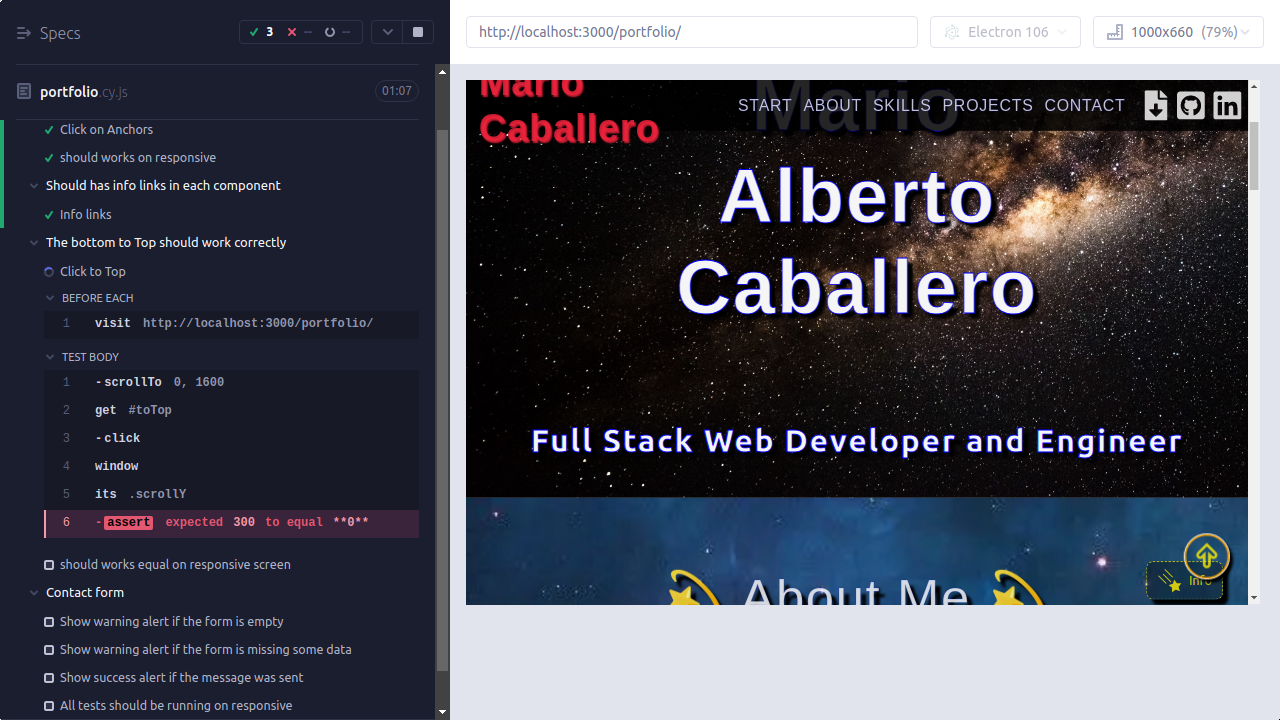 Specs
3
--
--
portfolio.cy.js
01:07
Click on Anchors
should works on responsive
Should has info links in each component
Info links
The bottom to Top should work correctly
Click to Top
BEFORE EACH
1 visit http://localhost:3000/portfolio/
TEST BODY
1 -scrollTo 0, 1600
2 get #toTop
3 -click
4 window
5 its .scrollY
6 -assert expected 300 to equal **0**
should works equal on responsive screen
Contact form
Show warning alert if the form is empty
Show warning alert if the form is missing some data
Show success alert if the message was sent
All tests should be running on responsive
http://localhost:3000/portfolio/
Electron 106
1000x660 (79%)
Mario
Caballero
START ABOUT SKILLS PROJECTS CONTACT
Mario
Alberto
Caballero
Full Stack Web Developer and Engineer
About Me
Info